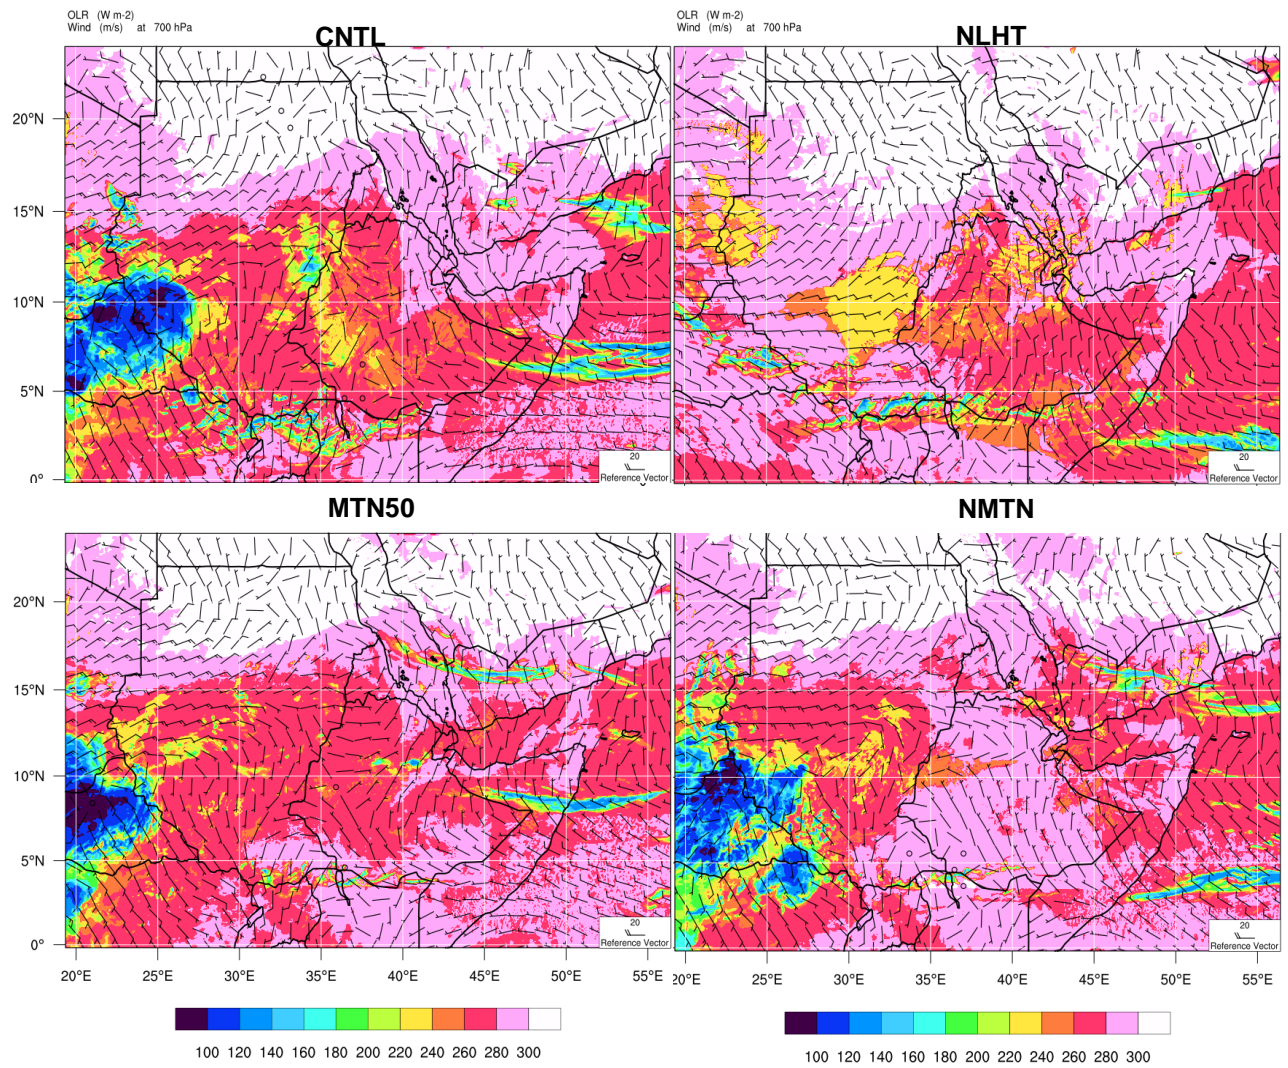 OLR (W m-2)
Wind (m/s) at 700 hPa
CNTL
OLR (W m-2)
Wind (m/s) at 700 hPa
NLHT
20°N
15°N
10°N
5°N
0°
20
Reference Vector
20
Reference Vector
MTN50
NMTN
20°N
15°N
10°N
5°N
0°
20
Reference Vector
20
Reference Vector
20°E 25°E 30°E 35°E 40°E 45°E 50°E 55°E
20°E 25°E 30°E 35°E 40°E 45°E 50°E 55°E
100 120 140 160 180 200 220 240 260 280 300
100 120 140 160 180 200 220 240 260 280 300